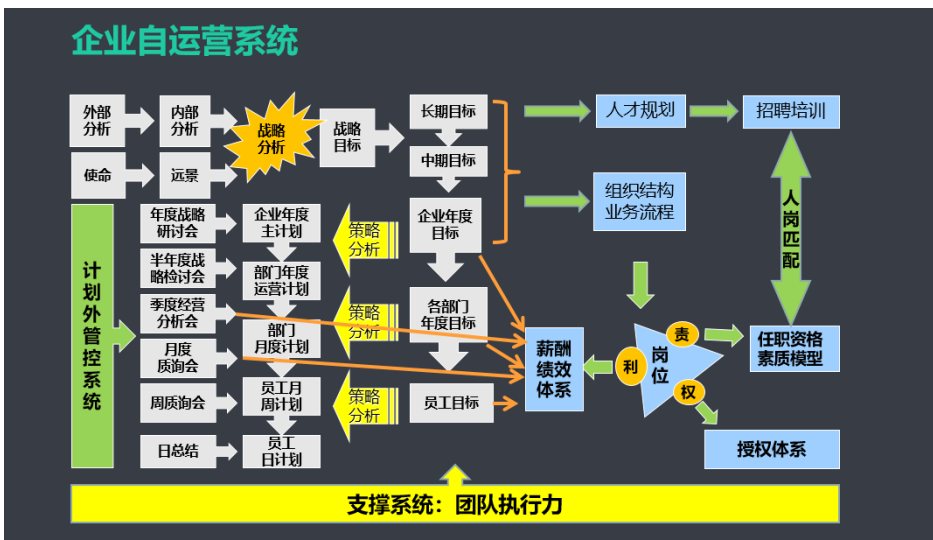 企业自运营系统
外部
分析
内部
分析
战略
分析
战略
目标
长期目标
人才规划
招聘培训
使命
远景
中期目标
组织结构
业务流程
人
岗
匹
配
计
划
外
管
控
系
统
年度战略
研讨会
企业年度
主计划
策略
分析
企业年度
目标
半年度战
略检讨会
部门年度
运营计划
季度经营
分析会
部门
月度计划
策略
分析
各部门
年度目标
月度
质询会
薪酬
绩效
体系
利
岗
位
责
权
任职资格
素质模型
周质询会
员工月
周计划
策略
分析
员工目标
日总结
员工
日计划
授权体系
支撑系统：团队执行力